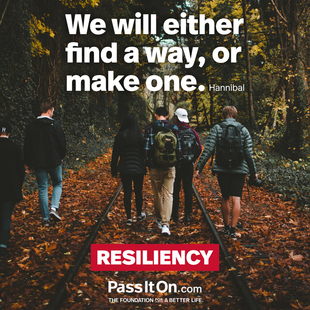 We will either
find a way, or
make one. Hannibal
RESILIENCY
PassItOn.com
THE FOUNDATION FOR A BETTER LIFE